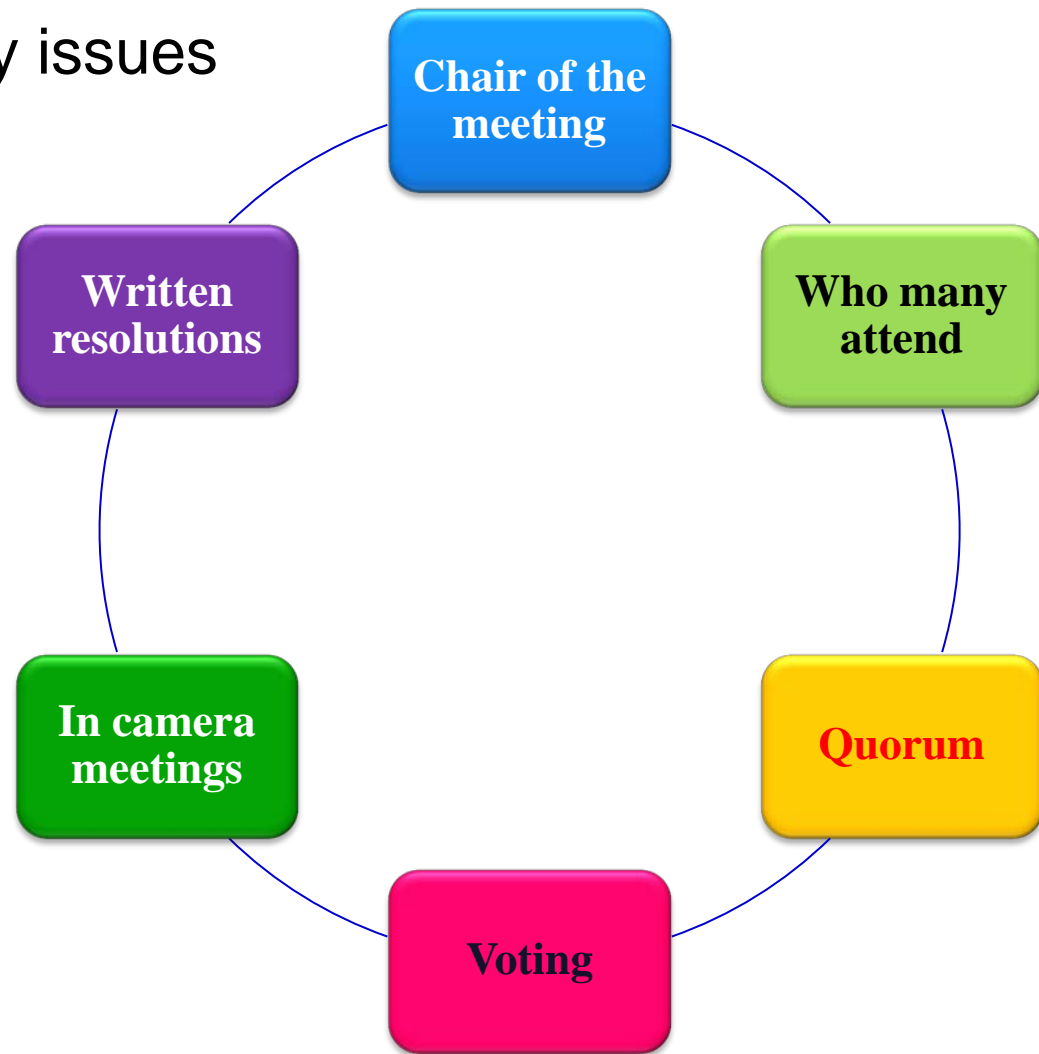 y issues
Chair of the
meeting
Who many
attend
Quorum
Voting
In camera
meetings
Written
resolutions